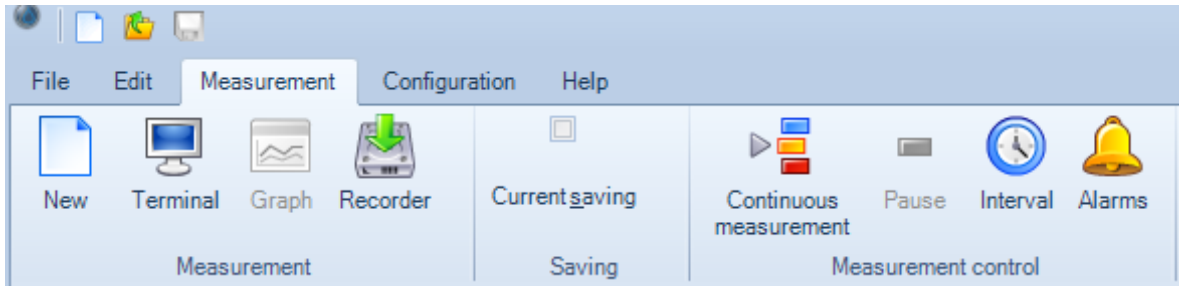 File Edit Measurement Configuration Help
New Terminal Graph Recorder Current saving Continuous Pause Interval Alarms
measurement
Measurement Saving Measurement control